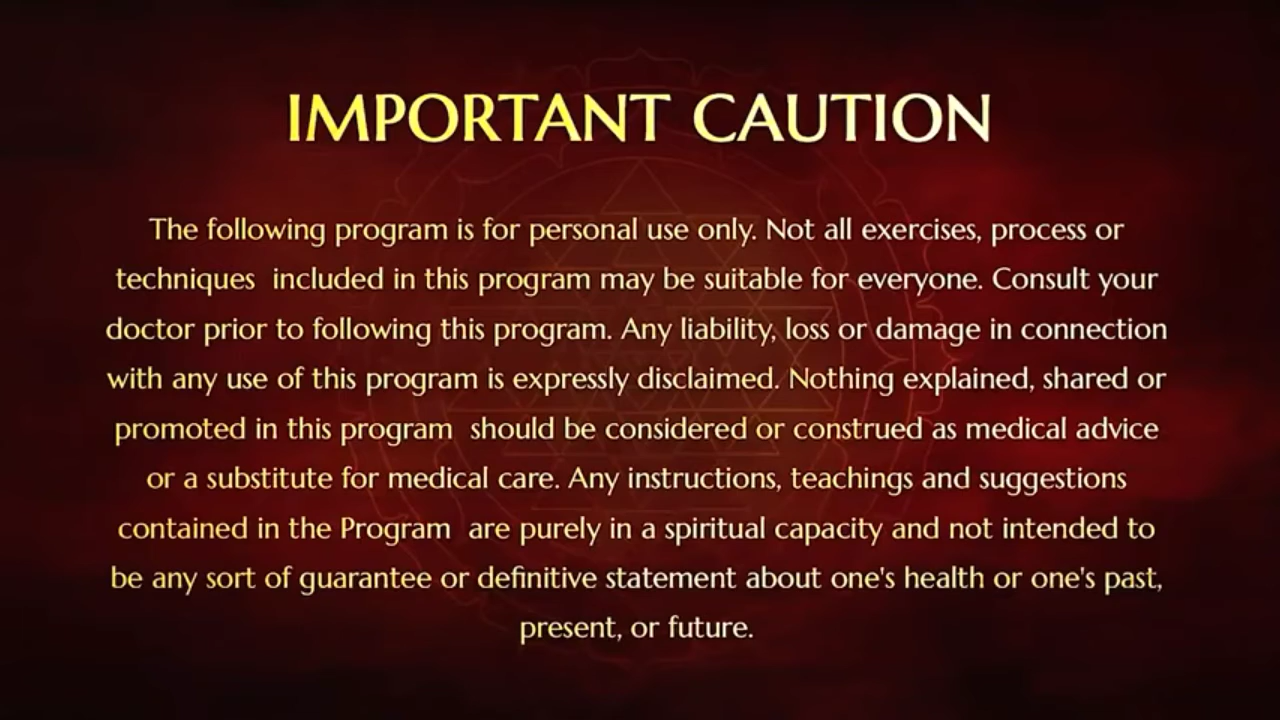 IMPORTANT CAUTION
The following program is for personal use only. Not all exercises, process or
techniques  included in this program may be suitable for everyone. Consult your
doctor prior to following this program. Any liability, loss or damage in connection
with any use of this program is expressly disclaimed. Nothing explained, shared or
promoted in this program  should be considered or construed as medical advice
or a substitute for medical care. Any instructions, teachings and suggestions
contained in the Program  are purely in a spiritual capacity and not intended to
be any sort of guarantee or definitive statement about one's health or one's past,
present, or future.